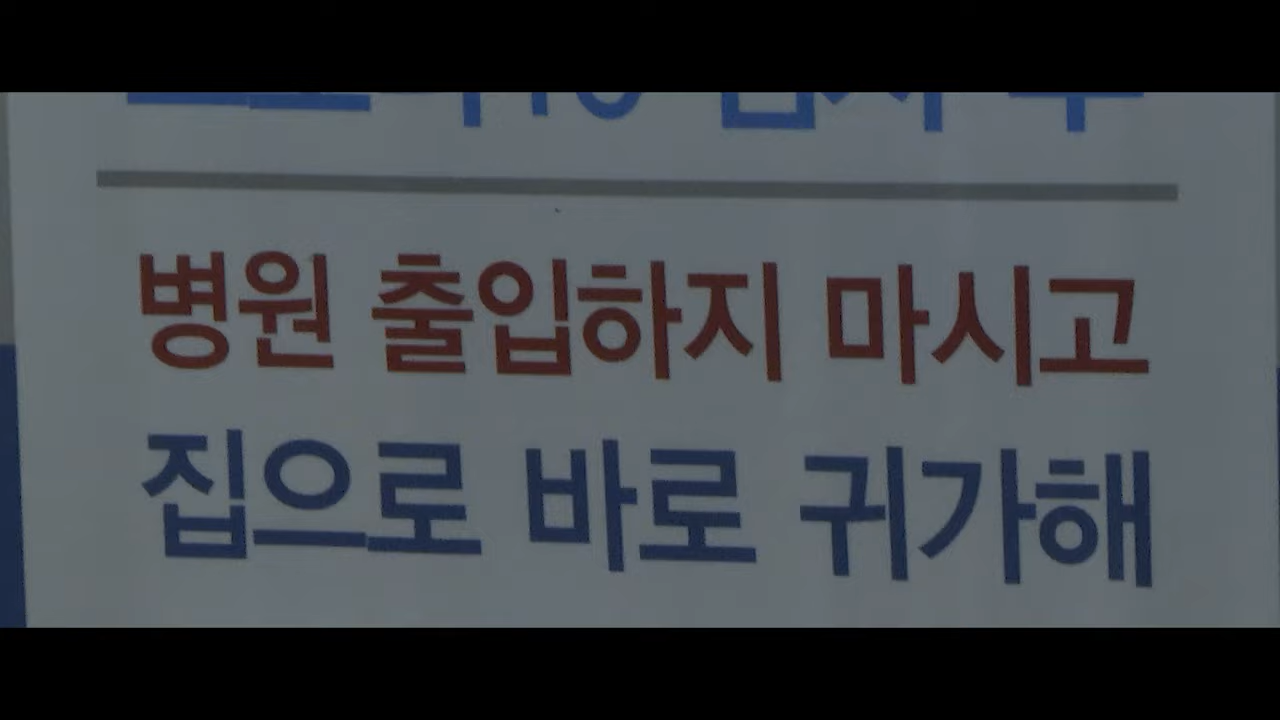 병원 출입하지 마시고
집으로 바로 귀가해